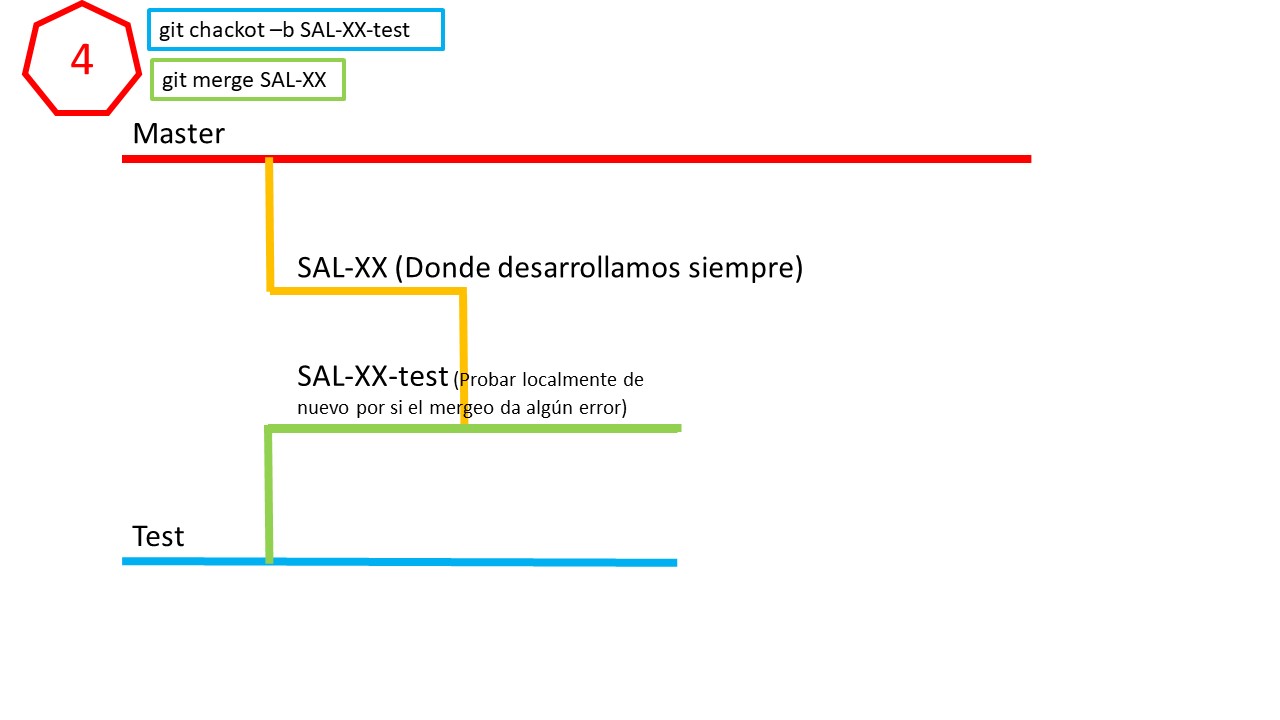 4
git chackot –b SAL-XX-test
git merge SAL-XX
Master
SAL-XX (Donde desarrollamos siempre)
SAL-XX-test (Probar localmente de
nuevo por si el mergeo da algún error)
Test